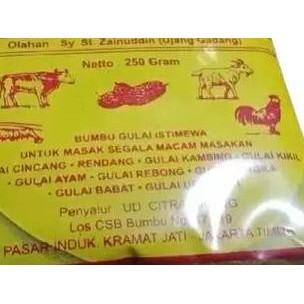 Olahan Sy St. Zainuddin (Ujang Gadang)
Netto 250 Gram
BUMBU GULAI ISTIMEWA
UNTUK MASAK SEGALA MACAM MASAKAN
AI CINCANG - RENDANG - GULAI KAMBING - GULAI KIKIL
- GULAI AYAM - GULAI REBONG -
- GULAI BABAT - GULAI
Penyalur UD CITRA
Los CSB Bumbu
PASAR INDUK KRAMAT JATI - JAKARTA TIMUR